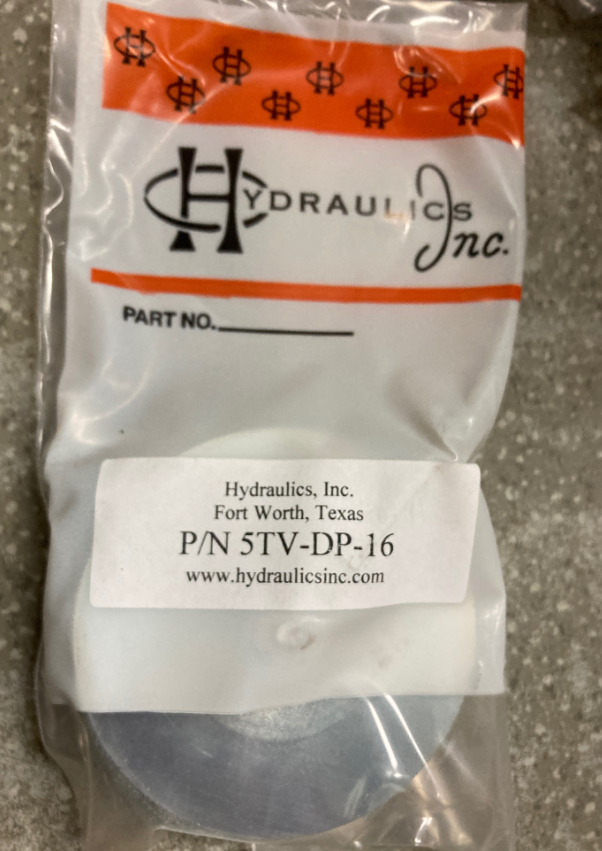 HYDRAULICS
Inc.
PART NO.
Hydraulics, Inc.
Fort Worth, Texas
P/N 5TV-DP-16
www.hydraulicsinc.com